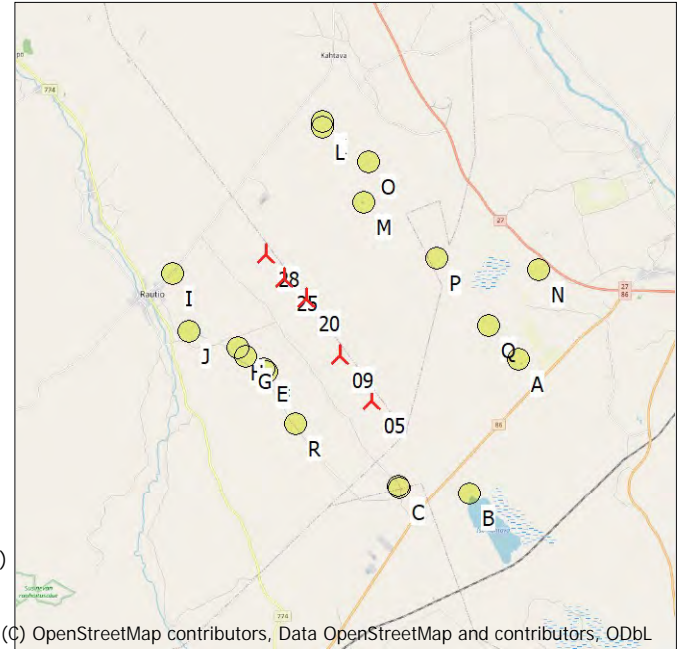 Kahtava
po
774
L
O
M
27
P
28
N
I
Rautio
25
20
27
86
J
Q
A
H
G
E
09
R
05
86
C
B
)
774
(C) OpenStreetMap contributors, Data OpenStreetMap and contributors, ODbL